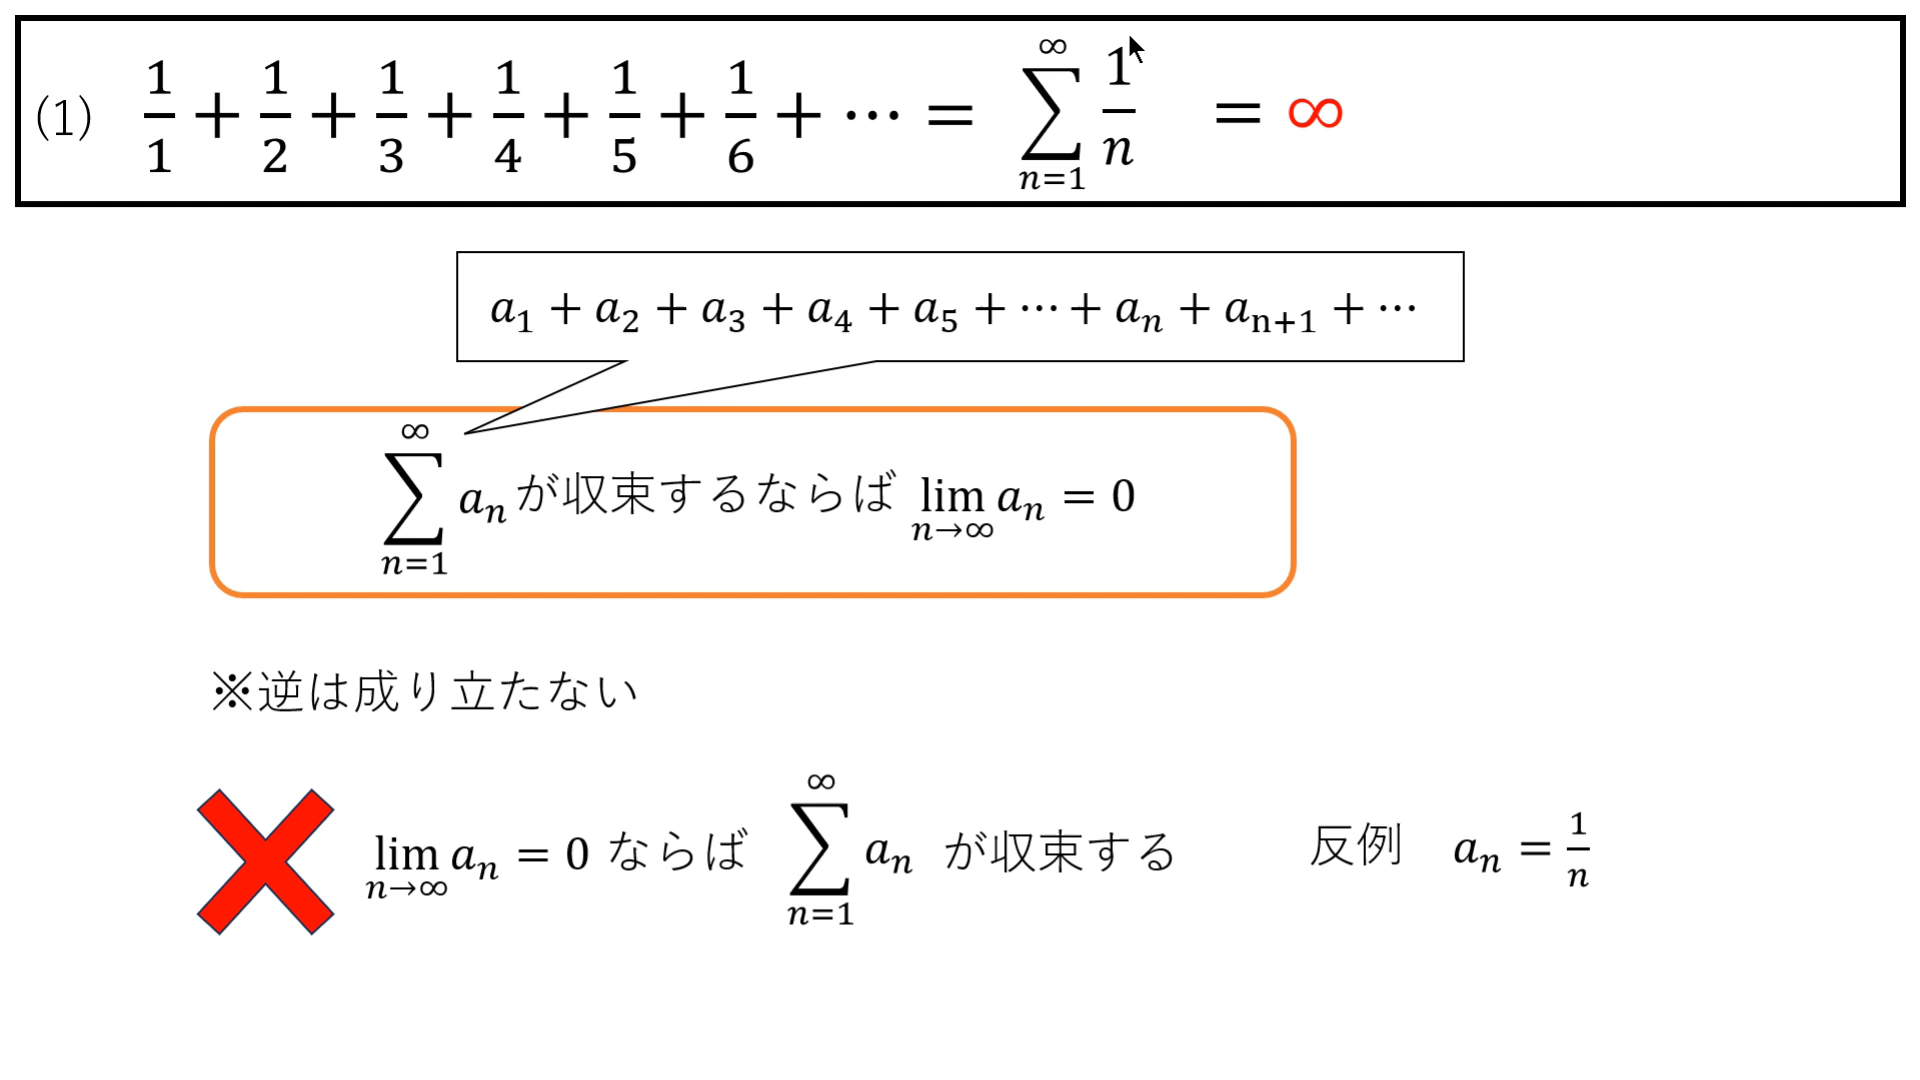 (1) 1/1 + 1/2 + 1/3 + 1/4 + 1/5 + 1/6 + ⋯ = ∑_{n=1}^{∞} 1/n = ∞
a₁ + a₂ + a₃ + a₄ + a₅ + ⋯ + aₙ + aₙ₊₁ + ⋯
∑_{n=1}^{∞} aₙ が収束するならば lim_{n→∞} aₙ = 0
※逆は成り立たない
lim_{n→∞} aₙ = 0 ならば ∑_{n=1}^{∞} aₙ が収束する 反例 aₙ = 1/n